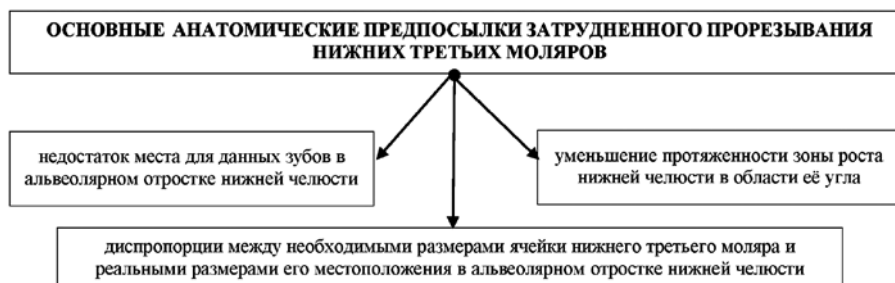 ОСНОВНЫЕ АНАТОМИЧЕСКИЕ ПРЕДПОСЫЛКИ ЗАТРУДНЕННОГО ПРОРЕЗЫВАНИЯ
НИЖНИХ ТРЕТЬИХ МОЛЯРОВ
недостаток места для данных зубов в
альвеолярном отростке нижней челюсти
уменьшение протяженности зоны роста
нижней челюсти в области её угла
диспропорции между необходимыми размерами ячейки нижнего третьего моляра и
реальными размерами его местоположения в альвеолярном отростке нижней челюсти